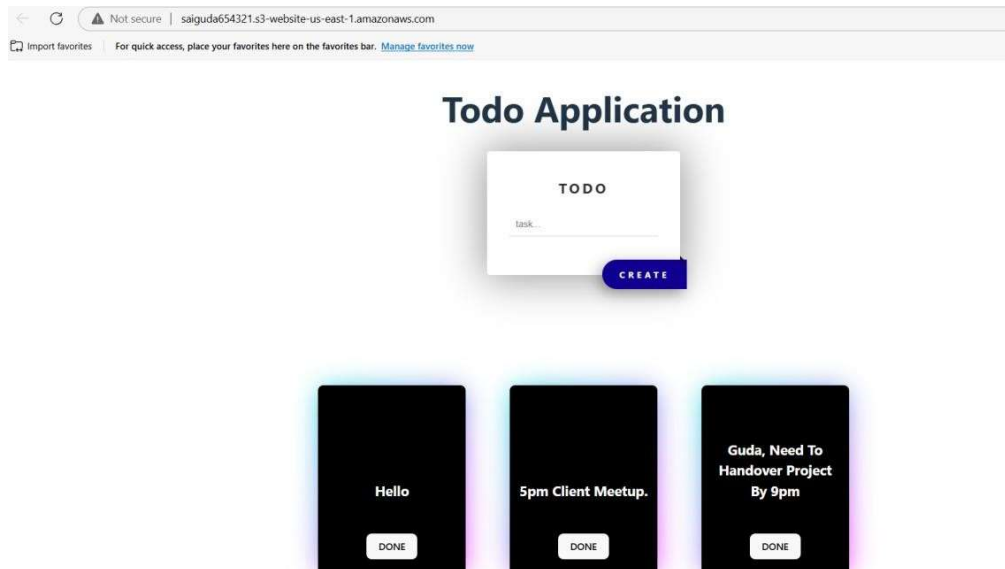 Not secure | saiguda654321.s3-website-us-east-1.amazonaws.com
Import favorites | For quick access, place your favorites here on the favorites bar. Manage favorites now
Todo Application
TODO
task...
CREATE
Hello
DONE
5pm Client Meetup.
DONE
Guda, Need To
Handover Project
By 9pm
DONE